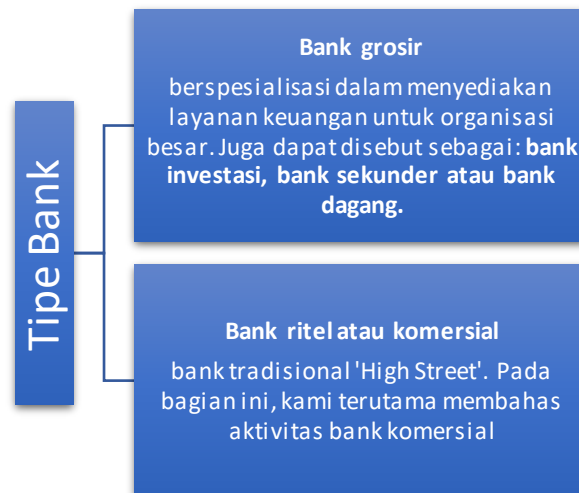 Tipe Bank
Bank grosir
berspesialisasi dalam menyediakan
layanan keuangan untuk organisasi
besar. Juga dapat disebut sebagai: bank
investasi, bank sekunder atau bank
dagang.
Bank ritel atau komersial
bank tradisional 'High Street'. Pada
bagian ini, kami terutama membahas
aktivitas bank komersial